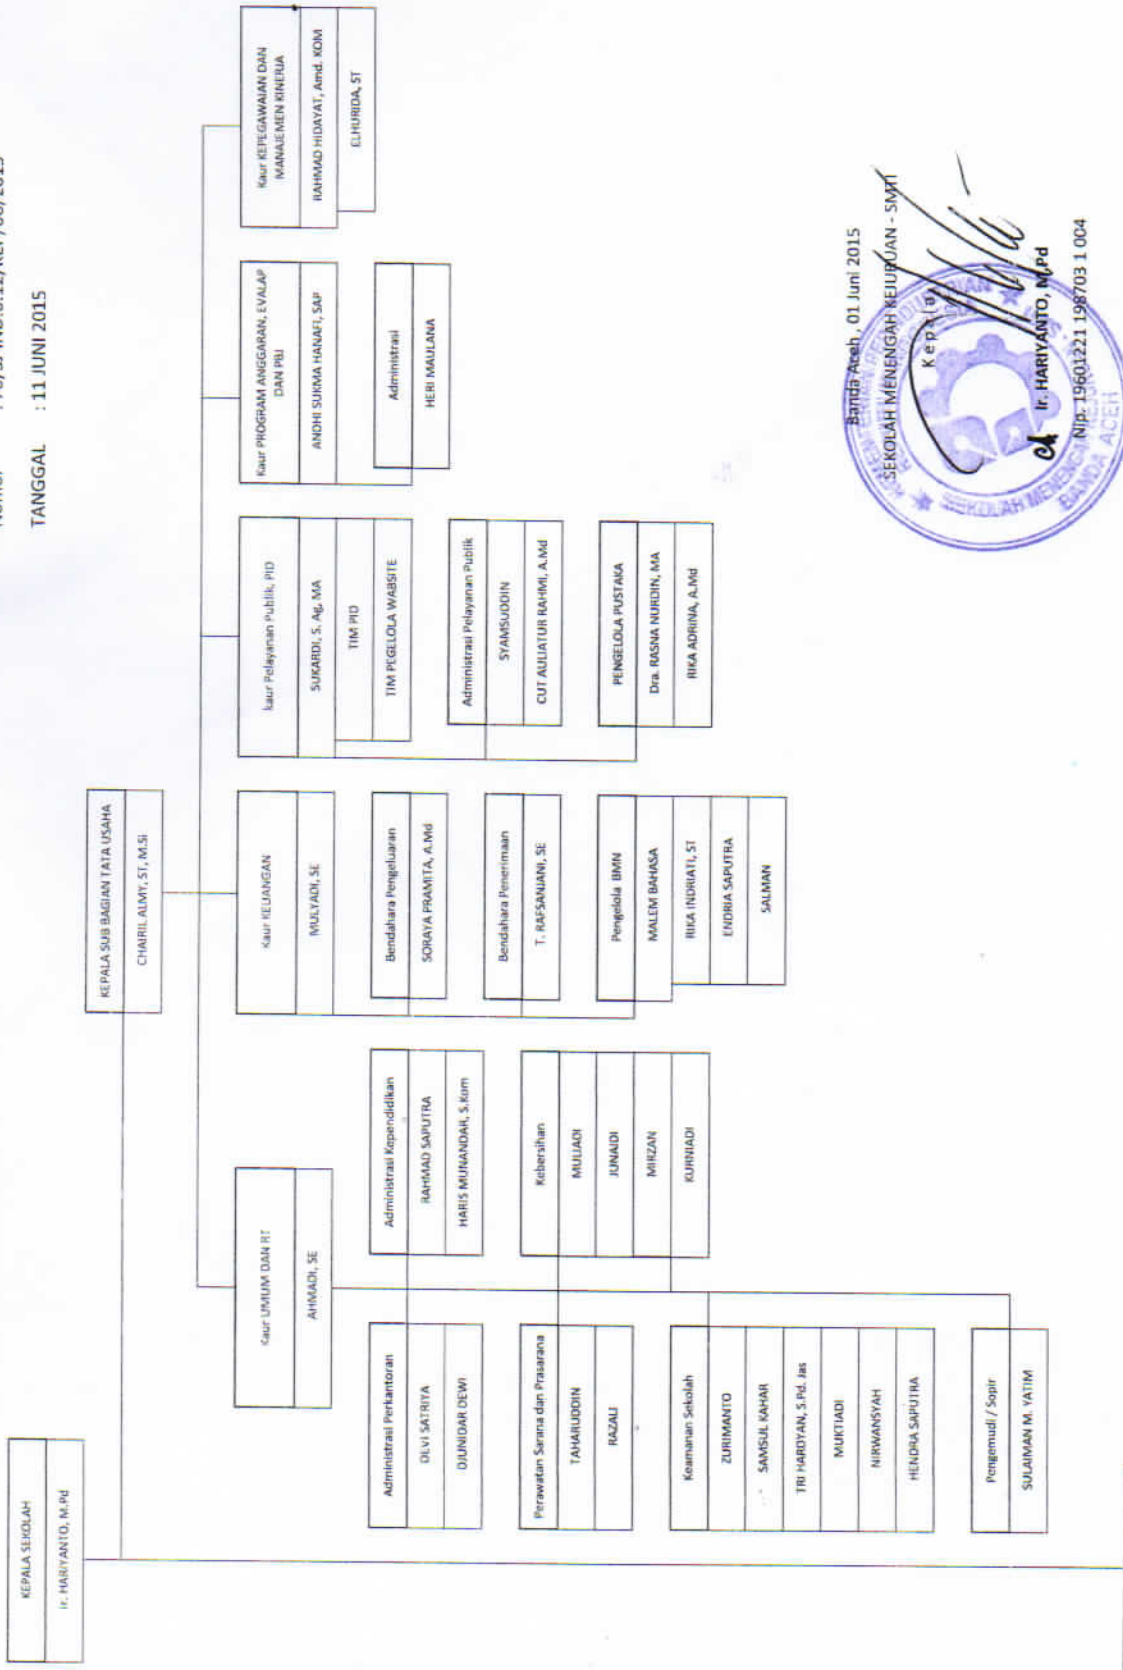 TANGGAL : 11 JUNI 2015
KEPALA SEKOLAH
Ir. HARIYANTO, M.Pd
KEPALA SUB BAGIAN TATA USAHA
CHAIRIL ALMY, ST, M.Si
Kaur UMUM DAN RT
AHMADI, SE
Administrasi Perkantoran
DEVI SATRIYA
DJUNIDAR DEWI
Administrasi Kependidikan
RAHMAD SAPUTRA
HARIS MUNANDAR, S.Kom
Perawatan Sarana dan Prasarana
TAHARUDDIN
RAZALI
Kebersihan
MULIADI
JUNAIDI
MIRZAN
KURNIADI
Keamanan Sekolah
ZURIMANTO
SAMSUL KAHAR
TRI HARDYAN, S.Pd. Jas
MUKTIADI
NIRWANSYAH
HENDRA SAPUTRA
Pengemudi / Sopir
SULAIMAN M. YATIM
Kaur KEUANGAN
MULYADI, SE
Bendahara Pengeluaran
SORAYA PRAMITA, A.Md
Bendahara Penerimaan
T. RAFSANJANI, SE
Pengelola BMN
MALEM BAHASA
RIKA INDRIATI, ST
ENDRIA SAPUTRA
SALMAN
kaur Pelayanan Publik, PID
SUKARDI, S. Ag, MA
TIM PID
TIM PEGELOLA WABSITE
Administrasi Pelayanan Publik
SYAMSUDDIN
CUT AULIATUR RAHMI, A.Md
PENGELOLA PUSTAKA
Dra. RASNA NURDIN, MA
RIKA ADRINA, A.Md
Kaur PROGRAM ANGGARAN, EVALAP
DAN PBJ
ANDHI SUKMA HANAFI, SAP
Administrasi
HERI MAULANA
Kaur KEPEGAWAIAN DAN
MANAJEMEN KINERJA
RAHMAD HIDAYAT, Amd. KOM
ELHURIDA, ST
Banda Aceh , 01 Juni 2015
SEKOLAH MENENGAH KEJURUAN - SMTI
Kepala,
Ir. HARIYANTO, M.Pd
Nip. 19601221 198703 1 004
SEKOLAH MENENGAH
BANDA ACEH